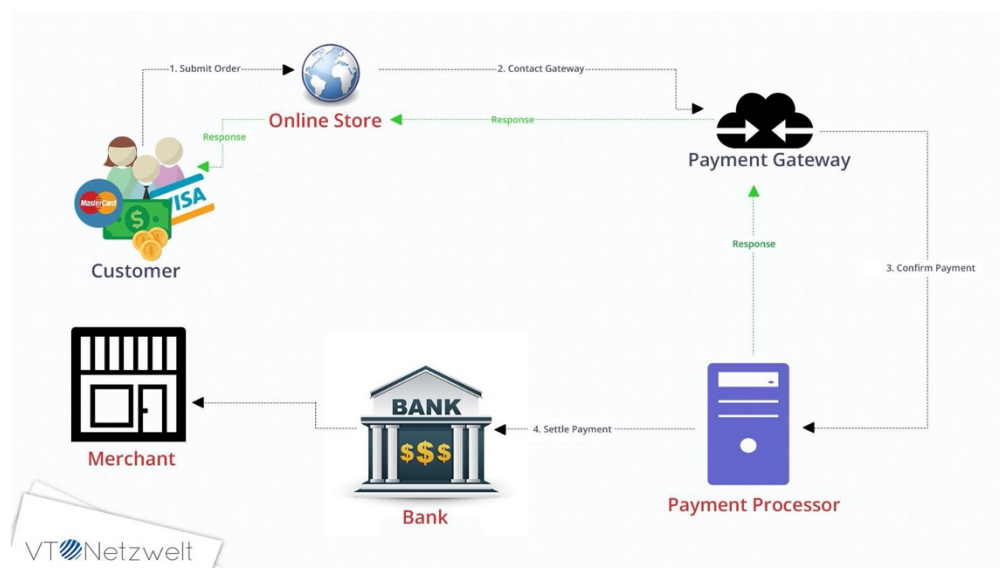 1. Submit Order
2. Contact Gateway
Online Store
Response
Response
Payment Gateway
MasterCard
VISA
$
Customer
Response
3. Confirm Payment
BANK
$$$
4. Settle Payment
Merchant
Bank
Payment Processor
VTNetzwelt